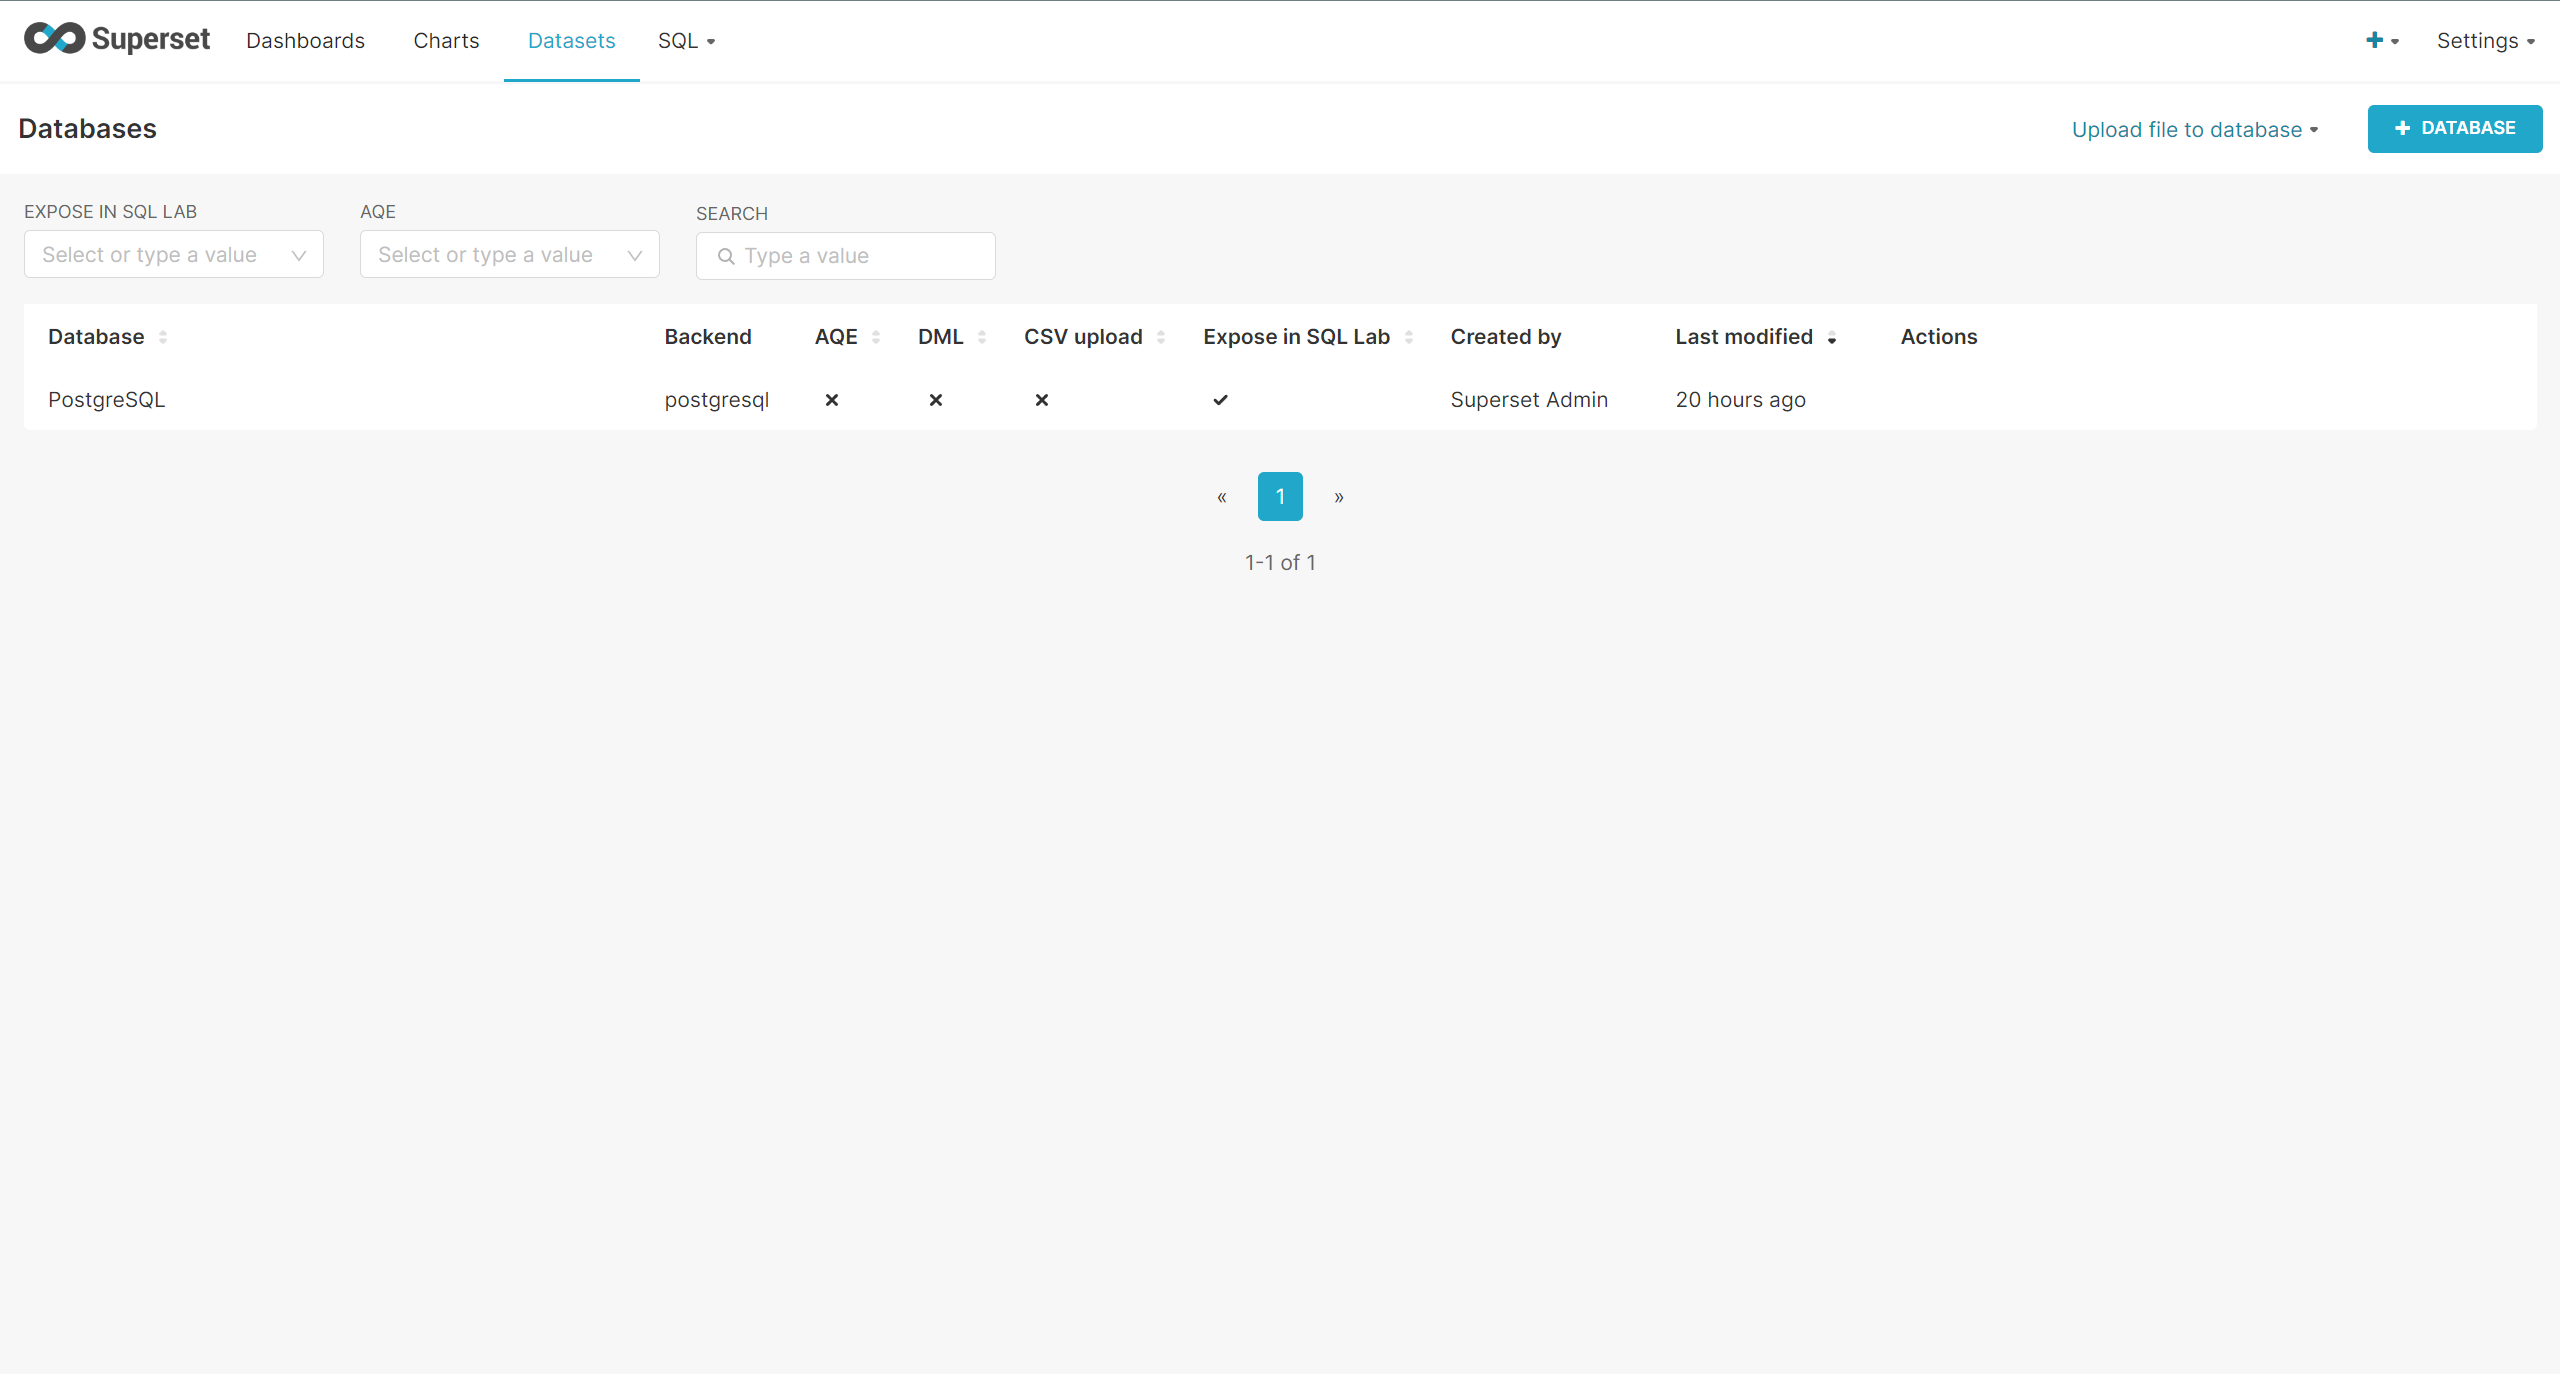 Superset Dashboards Charts Datasets SQL Settings
Databases Upload file to database + DATABASE
EXPOSE IN SQL LAB AQE SEARCH
Select or type a value Select or type a value Type a value
Database Backend AQE DML CSV upload Expose in SQL Lab Created by Last modified Actions
PostgreSQL postgresql Superset Admin 20 hours ago
« 1 »
1-1 of 1